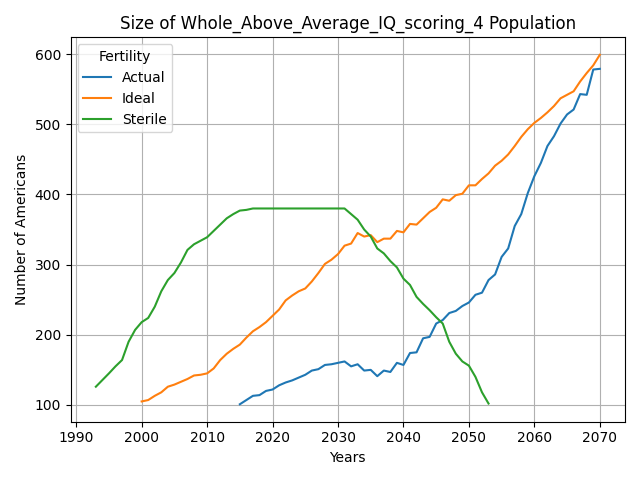 Size of Whole_Above_Average_IQ_scoring_4 Population
Number of Americans
600
500
400
300
200
100
Fertility
Actual
Ideal
Sterile
1990 2000 2010 2020 2030 2040 2050 2060 2070
Years